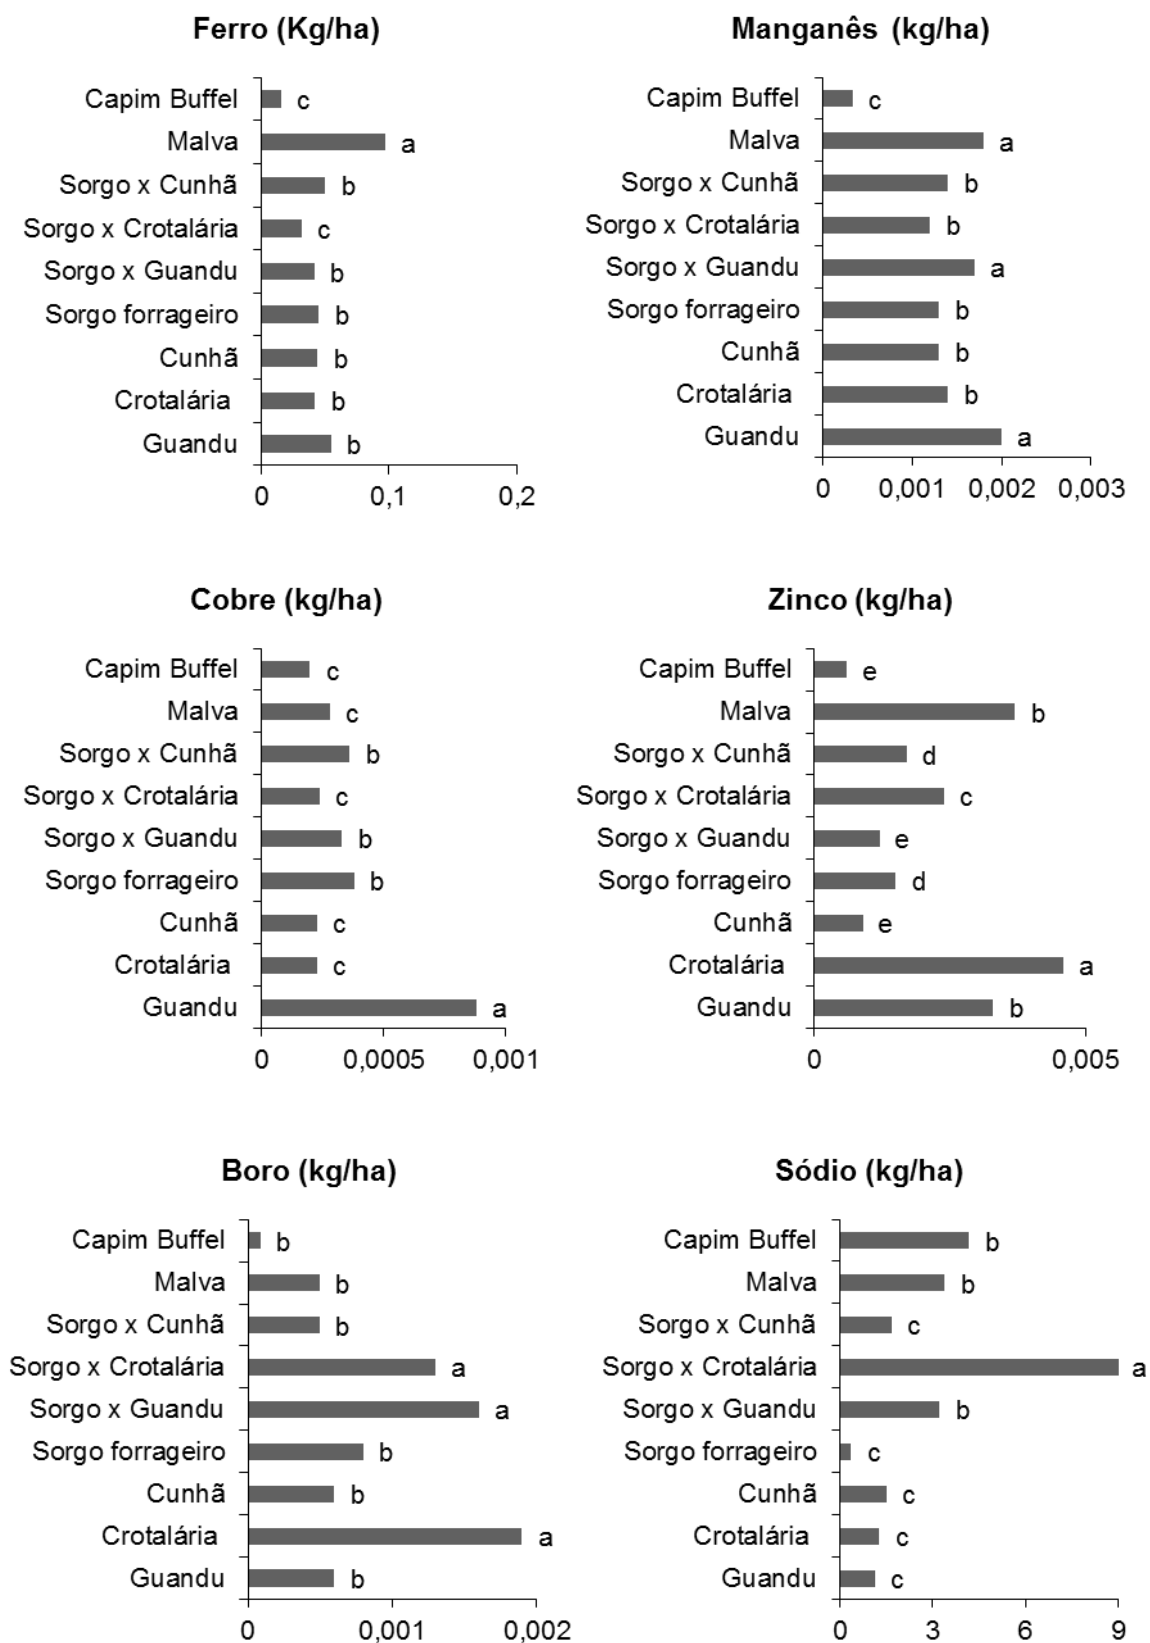 Ferro (Kg/ha)
Capim Buffel c
Malva a
Sorgo x Cunhã b
Sorgo x Crotalária c
Sorgo x Guandu b
Sorgo forrageiro b
Cunhã b
Crotalária b
Guandu b
0 0,1 0,2
Manganês (kg/ha)
Capim Buffel c
Malva a
Sorgo x Cunhã b
Sorgo x Crotalária b
Sorgo x Guandu a
Sorgo forrageiro b
Cunhã b
Crotalária b
Guandu a
0 0,001 0,002 0,003
Cobre (kg/ha)
Capim Buffel c
Malva c
Sorgo x Cunhã b
Sorgo x Crotalária c
Sorgo x Guandu b
Sorgo forrageiro b
Cunhã c
Crotalária c
Guandu a
0 0,0005 0,001
Zinco (kg/ha)
Capim Buffel e
Malva b
Sorgo x Cunhã d
Sorgo x Crotalária c
Sorgo x Guandu e
Sorgo forrageiro d
Cunhã e
Crotalária a
Guandu b
0 0,005
Boro (kg/ha)
Capim Buffel b
Malva b
Sorgo x Cunhã b
Sorgo x Crotalária a
Sorgo x Guandu a
Sorgo forrageiro b
Cunhã b
Crotalária a
Guandu b
0 0,001 0,002
Sódio (kg/ha)
Capim Buffel b
Malva b
Sorgo x Cunhã c
Sorgo x Crotalária a
Sorgo x Guandu b
Sorgo forrageiro c
Cunhã c
Crotalária c
Guandu c
0 3 6 9